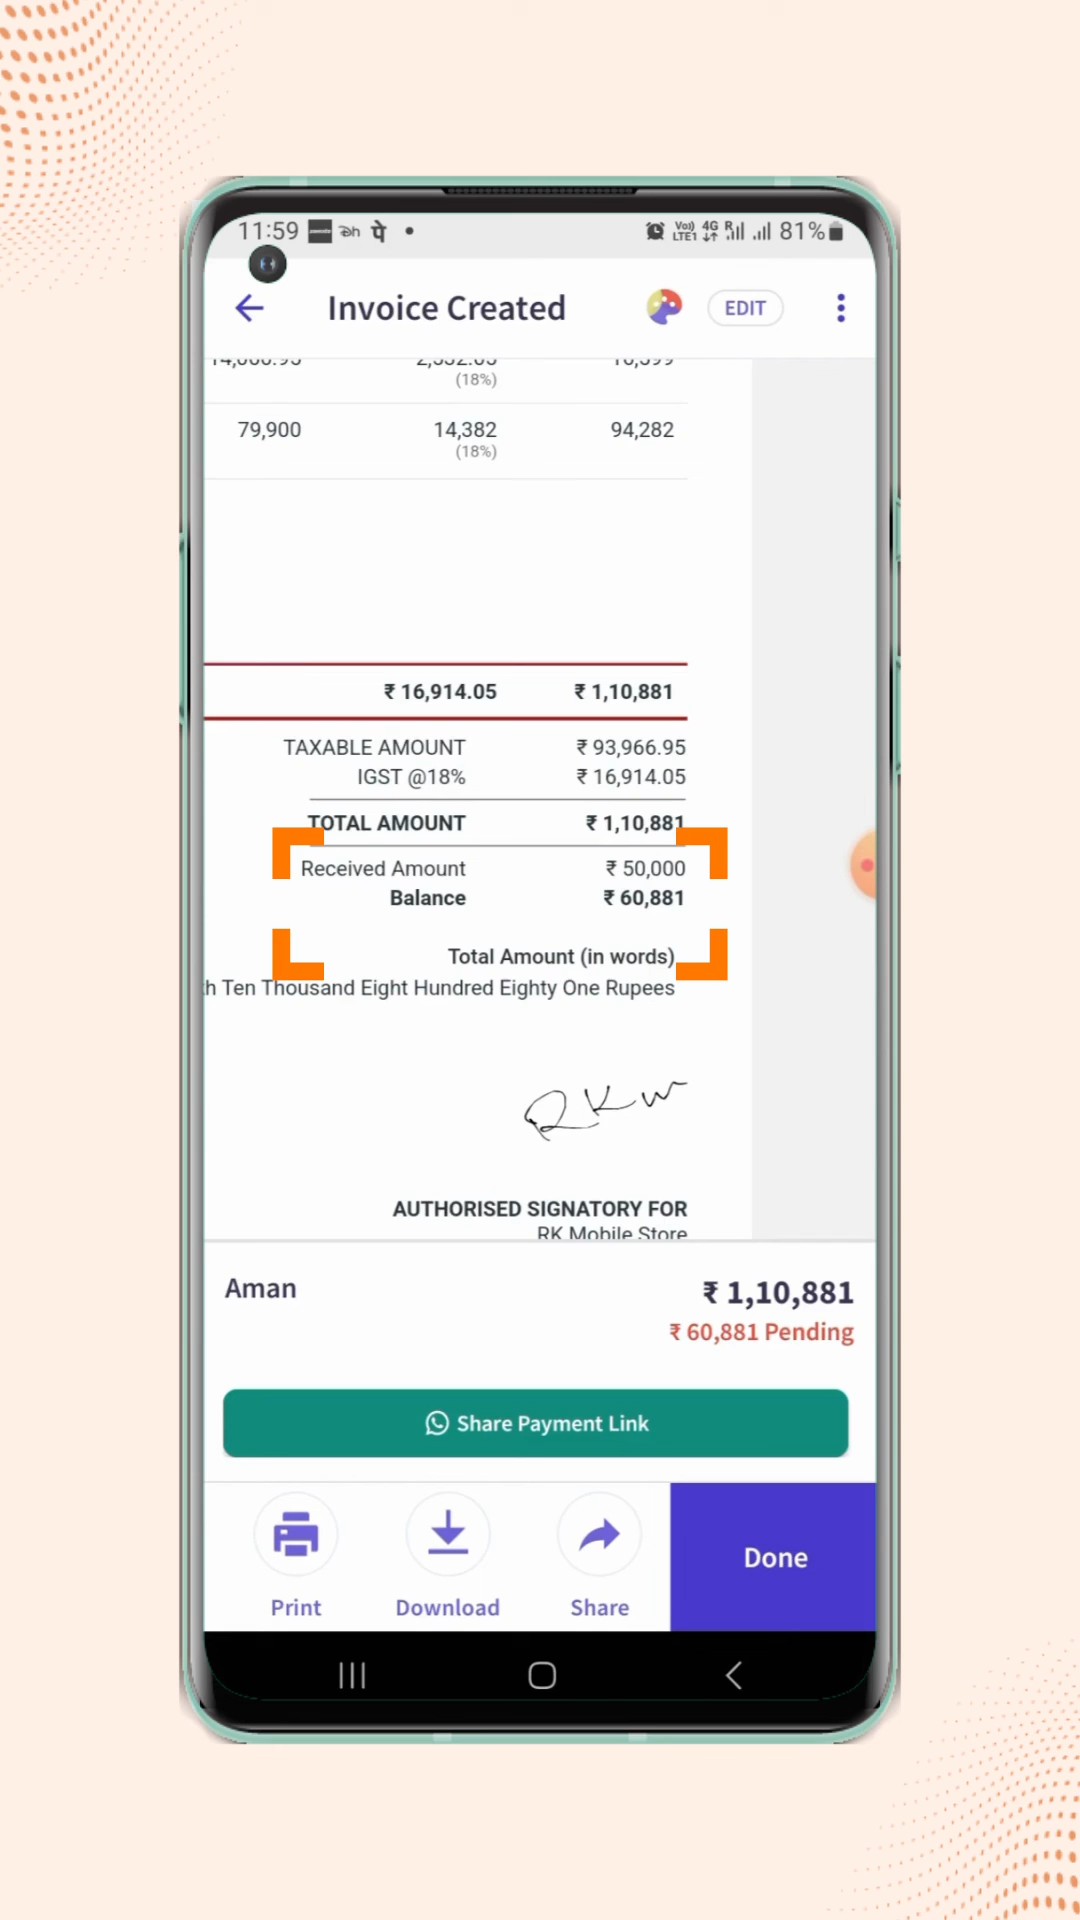 11:59 पे 81%
Invoice Created EDIT
(18%)
79,900 14,382 94,282
(18%)
₹ 16,914.05 ₹ 1,10,881
TAXABLE AMOUNT ₹ 93,966.95
IGST @18% ₹ 16,914.05
TOTAL AMOUNT ₹ 1,10,881
Received Amount ₹ 50,000
Balance ₹ 60,881
Total Amount (in words)
Ten Thousand Eight Hundred Eighty One Rupees
AUTHORISED SIGNATORY FOR
RK Mobile Store
Aman ₹ 1,10,881
₹ 60,881 Pending
Share Payment Link
Print Download Share Done